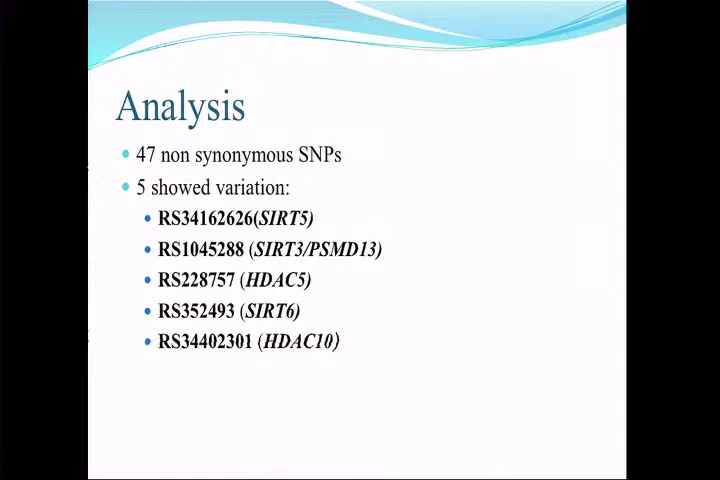 Analysis
47 non synonymous SNPs
5 showed variation:
RS34162626(SIRT5)
RS1045288 (SIRT3/PSMD13)
RS228757 (HDAC5)
RS352493 (SIRT6)
RS34402301 (HDAC10)